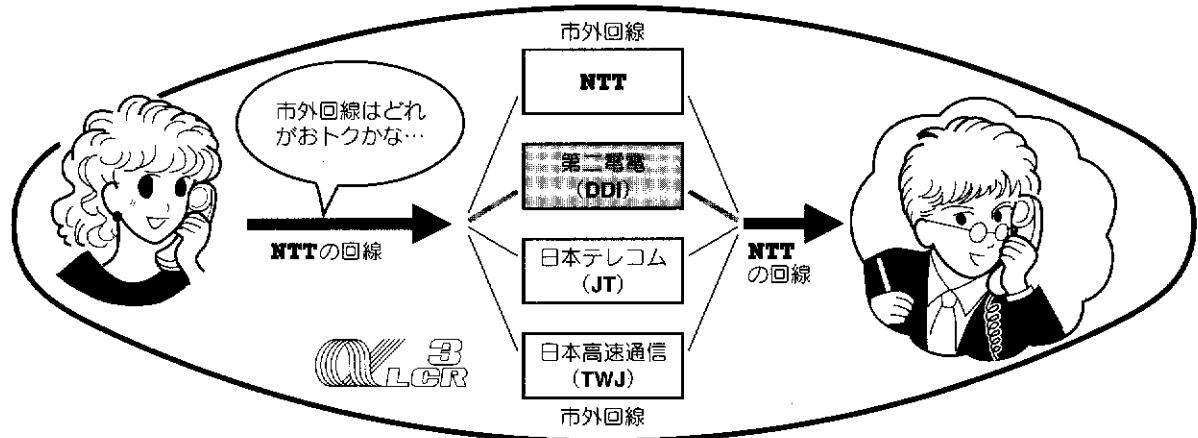 市外回線
NTT
市外回線はどれ
がおトクかな…
第二電電
(DDI)
NTTの回線
日本テレコム
(JT)
NTT
の回線
日本高速通信
(TWJ)
α LCR 3
市外回線